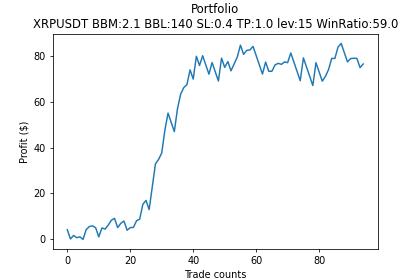 Portfolio
XRPUSDT BBM:2.1 BBL:140 SL:0.4 TP:1.0 lev:15 WinRatio:59.0
80
60
40
20
0
Profit ($)
0 20 40 60 80
Trade counts